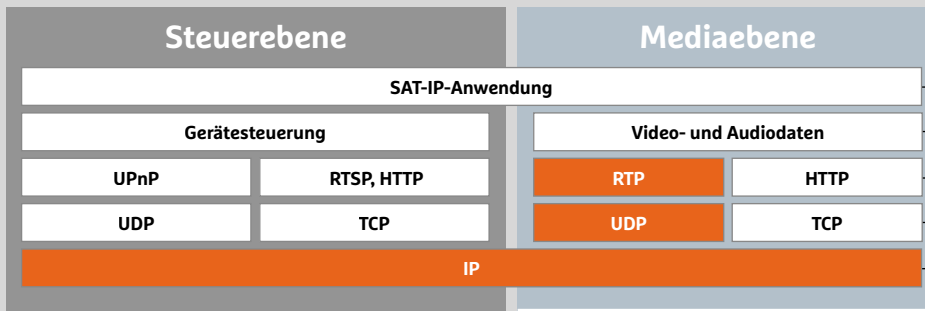 Steuerebene
Mediaebene
SAT-IP-Anwendung
Gerätesteuerung
Video- und Audiodaten
UPnP
RTSP, HTTP
RTP
HTTP
UDP
TCP
UDP
TCP
IP